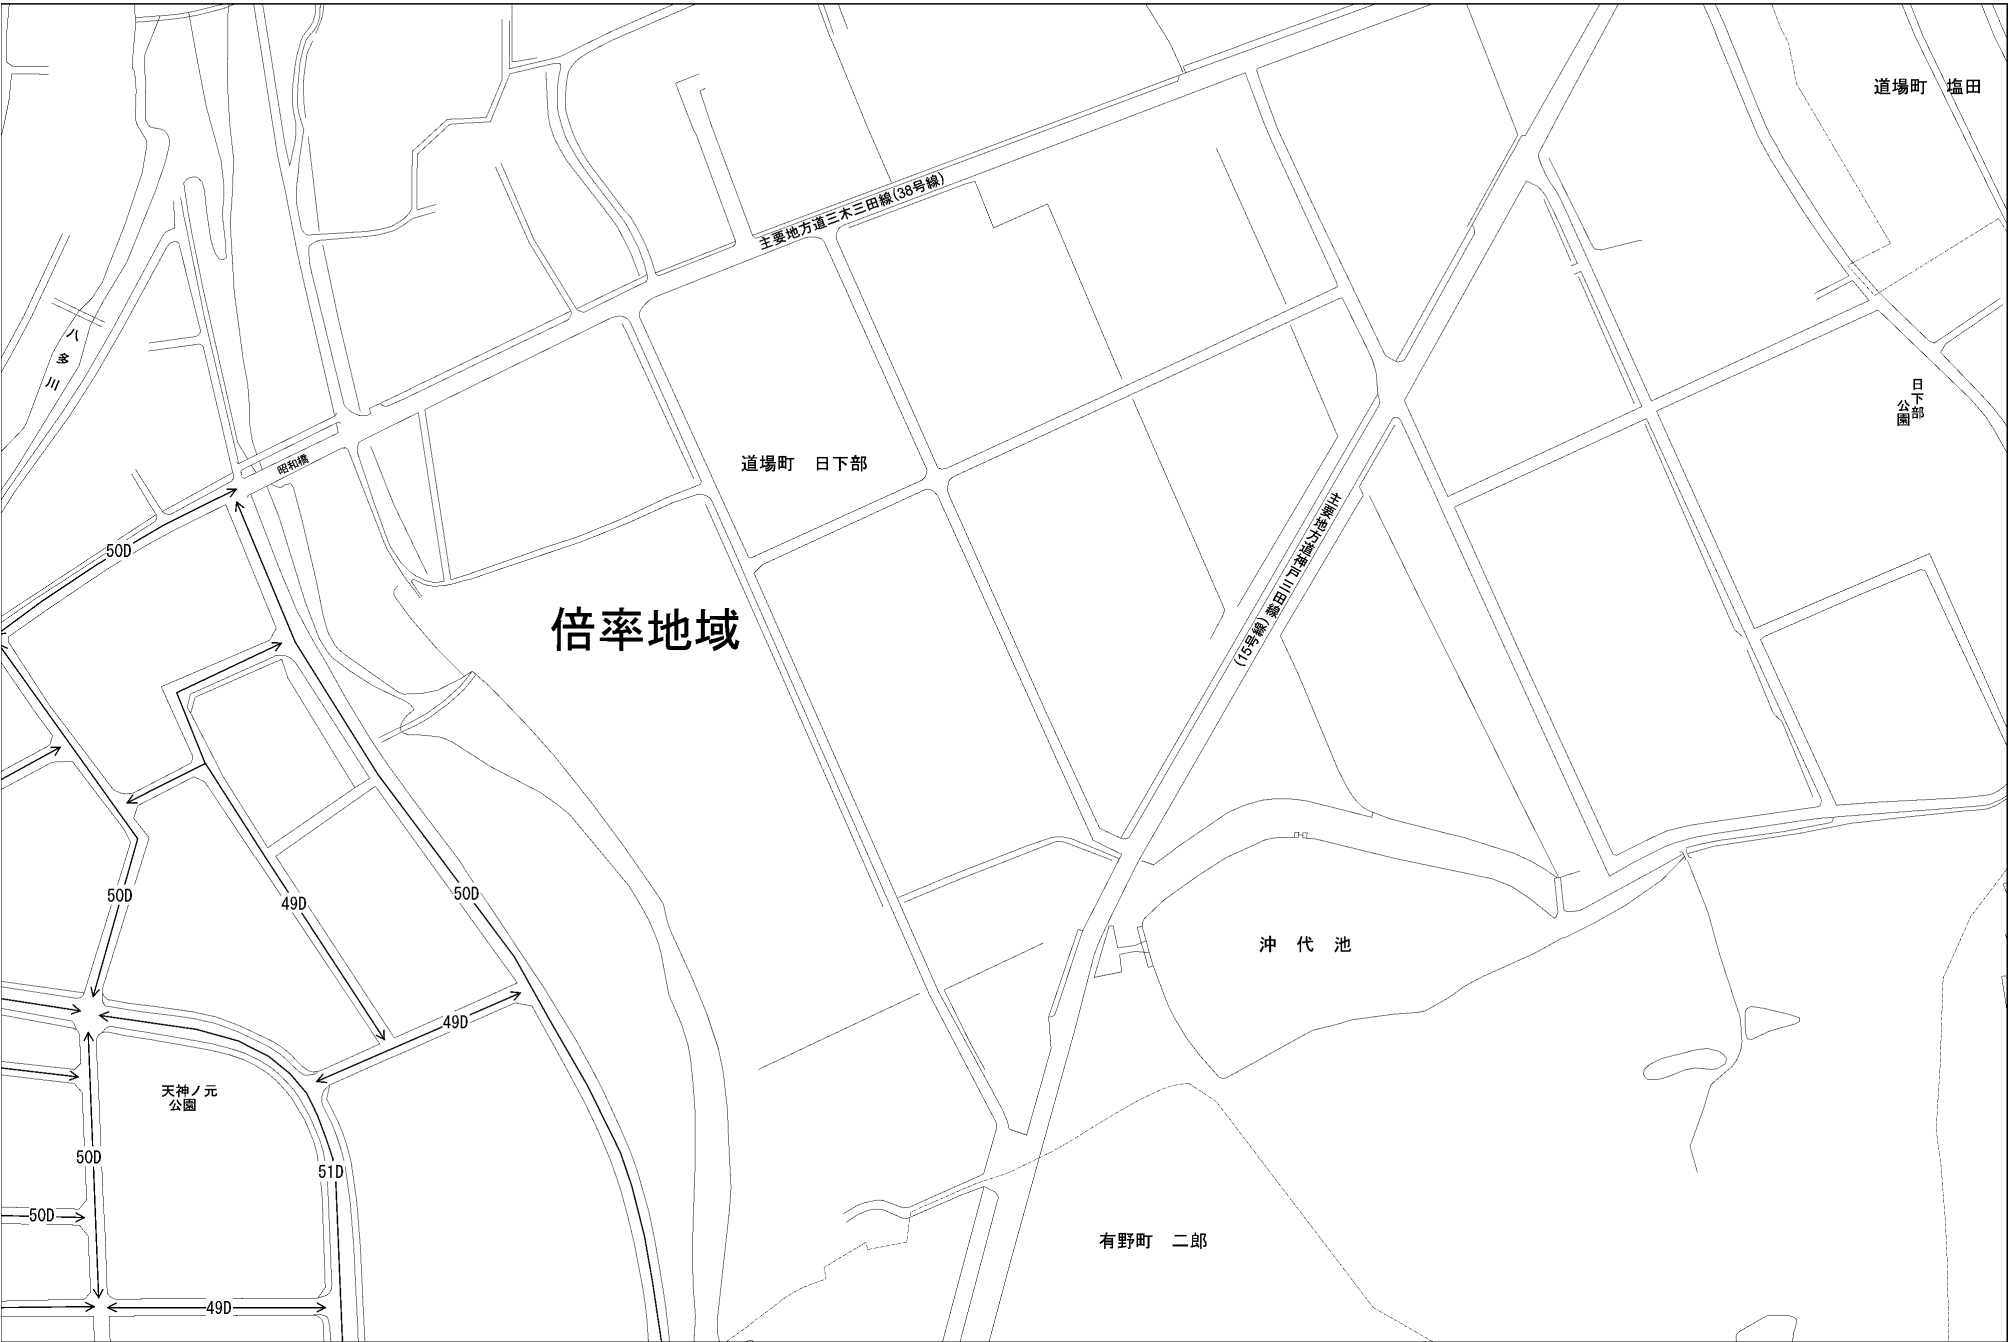 道場町　塩田
主要地方道三木三田線(38号線)
八多川
日下部
公園
昭和橋
道場町　日下部
主要地方道神戸三田線(15号線)
50D
倍率地域
50D
49D
50D
沖　代　池
49D
天神ノ元
公園
50D
51D
50D
有野町　二郎
49D